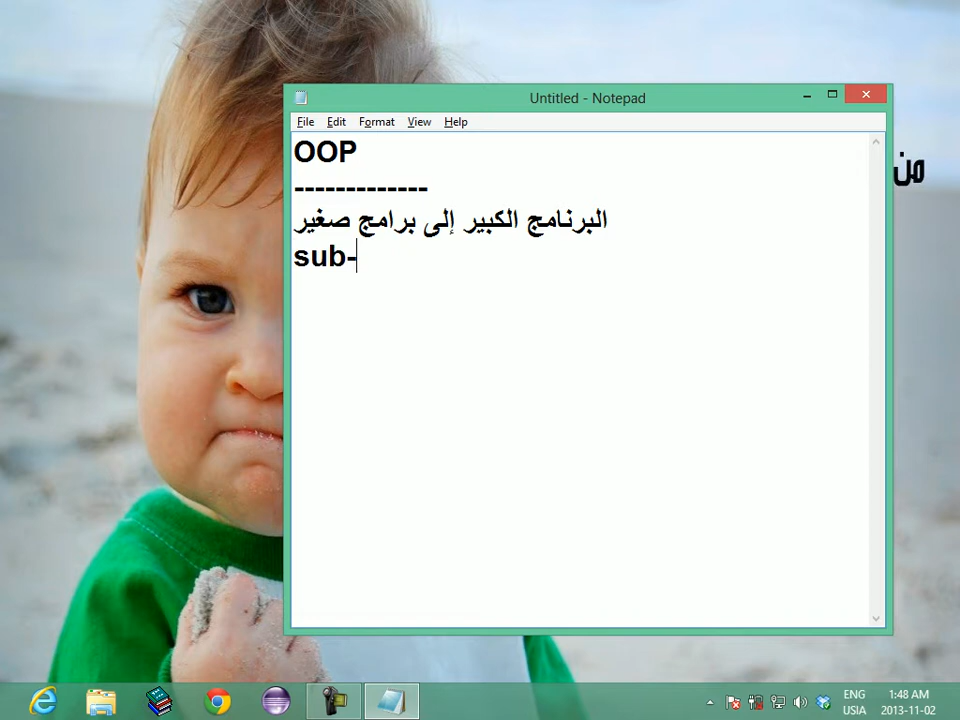 Untitled - Notepad
File Edit Format View Help
OOP
-------------
البرنامج الكبير إلى برامج صغير
sub-
من
ENG
USIA
1:48 AM
2013-11-02